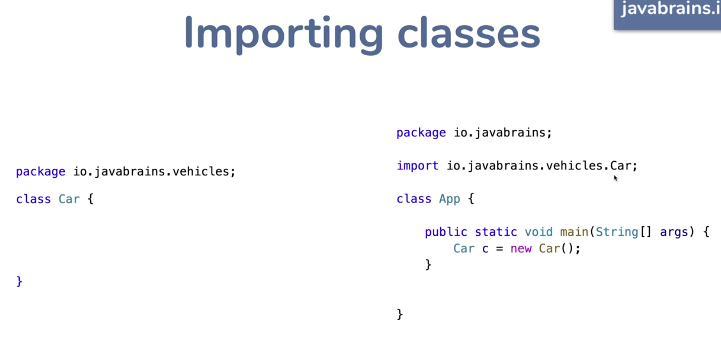 javabrains.i
Importing classes
package io.javabrains.vehicles;
class Car {
}
package io.javabrains;
import io.javabrains.vehicles.Car;
class App {
public static void main(String[] args) {
Car c = new Car();
}
}